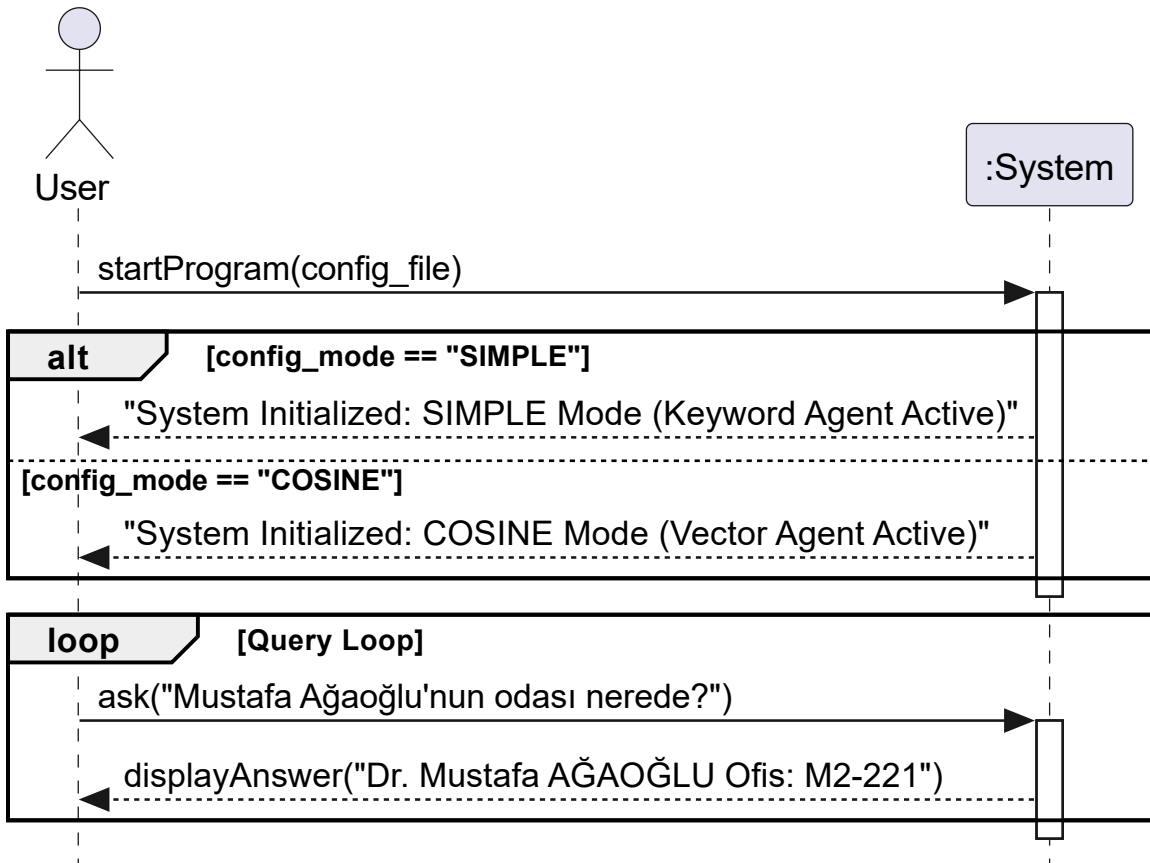 User
:System
startProgram(config_file)
alt [config_mode == "SIMPLE"]
"System Initialized: SIMPLE Mode (Keyword Agent Active)"
[config_mode == "COSINE"]
"System Initialized: COSINE Mode (Vector Agent Active)"
loop [Query Loop]
ask("Mustafa Ağaoğlu'nun odası nerede?")
displayAnswer("Dr. Mustafa AĞAOĞLU Ofis: M2-221")